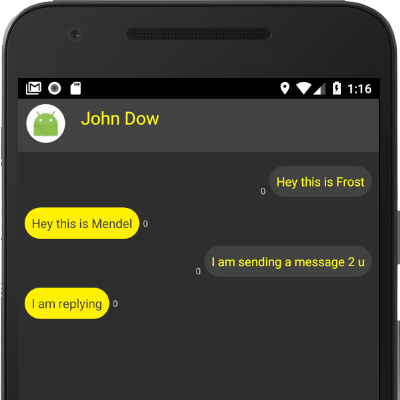 1:16
John Dow
Hey this is Frost
0
Hey this is Mendel
0
I am sending a message 2 u
0
I am replying
0